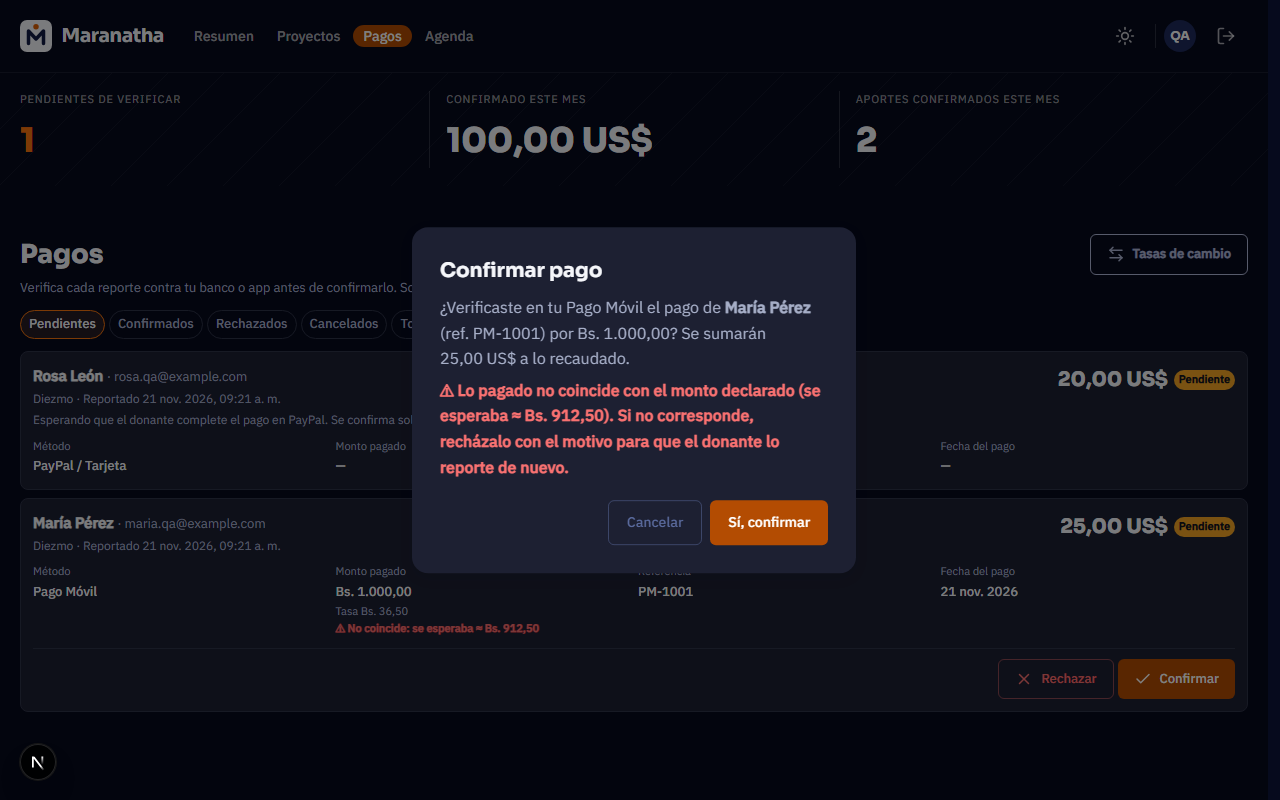 Maranatha
Resumen
Proyectos
Pagos
Agenda
QA
PENDIENTES DE VERIFICAR
1
CONFIRMADO ESTE MES
100,00 US$
APORTES CONFIRMADOS ESTE MES
2
Pagos
Verifica cada reporte contra tu banco o app antes de confirmarlo.
Tasas de cambio
Pendientes
Confirmados
Rechazados
Cancelados
Rosa León · rosa.qa@example.com
20,00 US$ Pendiente
Diezmo · Reportado 21 nov. 2026, 09:21 a. m.
Esperando que el donante complete el pago en PayPal. Se confirma
Método
Monto pagado
Fecha del pago
PayPal / Tarjeta
—
—
Confirmar pago
¿Verificaste en tu Pago Móvil el pago de María Pérez
(ref. PM-1001) por Bs. 1.000,00? Se sumarán
25,00 US$ a lo recaudado.
⚠ Lo pagado no coincide con el monto declarado (se
esperaba ≈ Bs. 912,50). Si no corresponde,
recházalo con el motivo para que el donante lo
reporte de nuevo.
Cancelar
Sí, confirmar
María Pérez · maria.qa@example.com
25,00 US$ Pendiente
Diezmo · Reportado 21 nov. 2026, 09:21 a. m.
Método
Monto pagado
Referencia
Fecha del pago
Pago Móvil
Bs. 1.000,00
PM-1001
21 nov. 2026
Tasa Bs. 36,50
⚠ No coincide: se esperaba ≈ Bs. 912,50
Rechazar
Confirmar
N